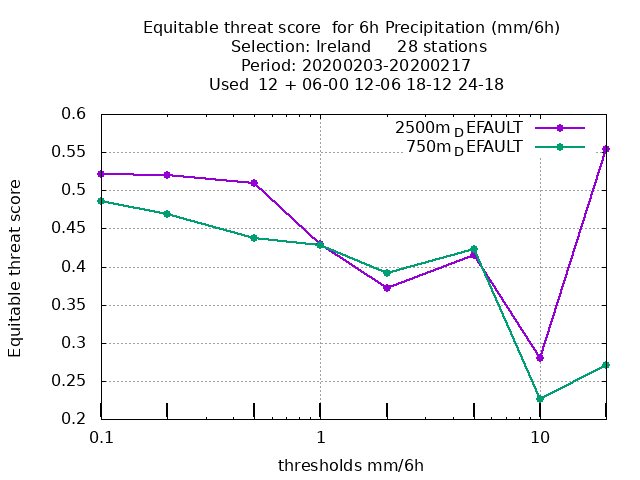 Equitable threat score  for 6h Precipitation (mm/6h)
Selection: Ireland     28 stations
Period: 20200203-20200217
Used  12 + 06-00 12-06 18-12 24-18
2500m_DEFAULT
750m_DEFAULT
Equitable threat score
0.6
0.55
0.5
0.45
0.4
0.35
0.3
0.25
0.2
0.1
1
10
thresholds mm/6h